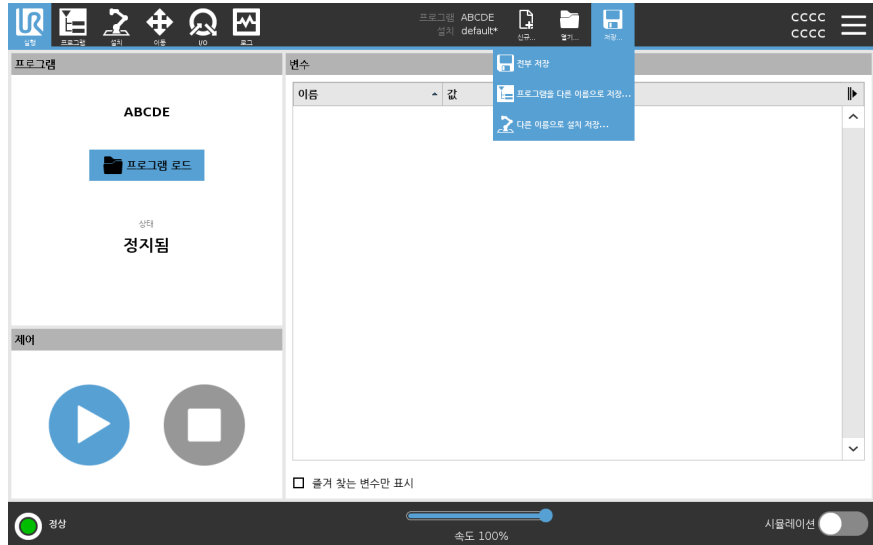 실행 프로그램 설치 이동 I/O 로그
프로그램 ABCDE
설치 default*
신규... 열기... 저장...
cccc
cccc
프로그램
변수
전부 저장
프로그램을 다른 이름으로 저장...
다른 이름으로 설치 저장...
이름 값
ABCDE
프로그램 로드
상태
정지됨
제어
즐겨 찾는 변수만 표시
정상
속도 100%
시뮬레이션